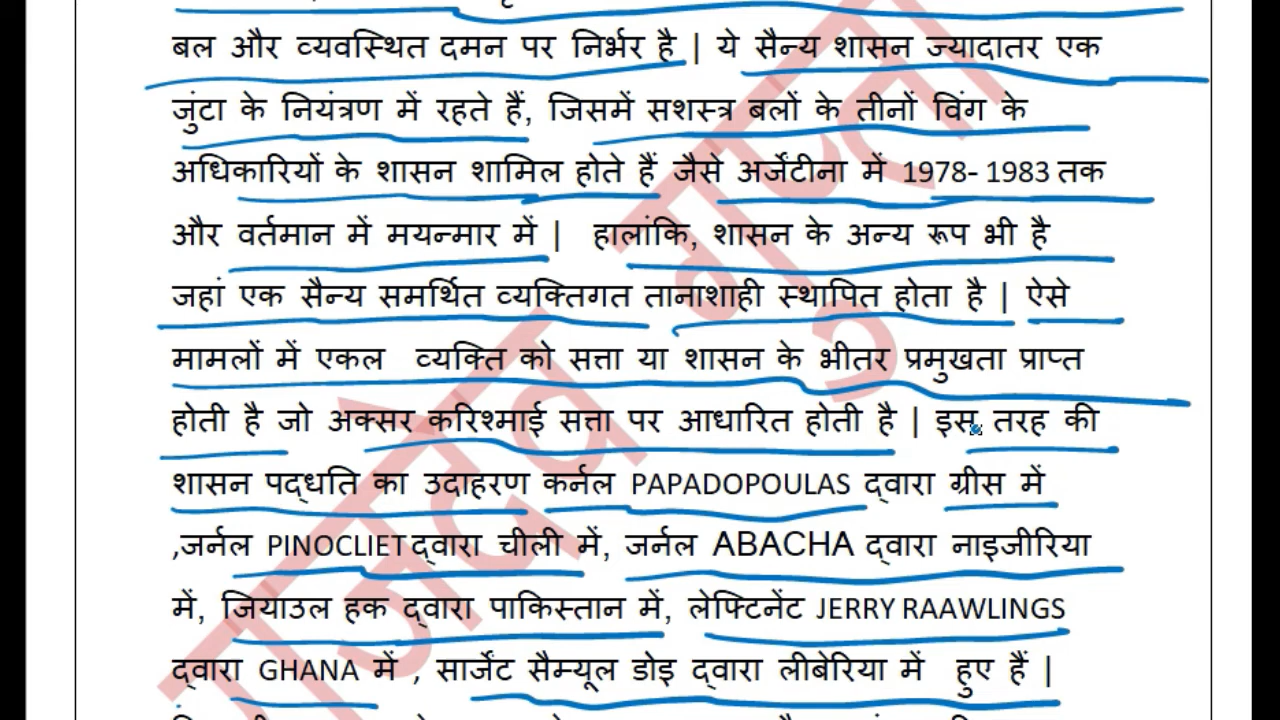 बल और व्यवस्थित दमन पर निर्भर है | ये सैन्य शासन ज्यादातर एक
जुंटा के नियंत्रण में रहते हैं, जिसमें सशस्त्र बलों के तीनों विंग के
अधिकारियों के शासन शामिल होते हैं जैसे अर्जेंटीना में 1978- 1983 तक
और वर्तमान में मयन्मार में | हालांकि, शासन के अन्य रूप भी है
जहां एक सैन्य समर्थित व्यक्तिगत तानाशाही स्थापित होता है | ऐसे
मामलों में एकल व्यक्ति को सत्ता या शासन के भीतर प्रमुखता प्राप्त
होती है जो अक्सर करिश्माई सत्ता पर आधारित होती है | इस तरह की
शासन पद्धति का उदाहरण कर्नल PAPADOPOULAS द्वारा ग्रीस में
,जर्नल PINOCLIET द्वारा चीली में, जर्नल ABACHA द्वारा नाइजीरिया
में, जियाउल हक द्वारा पाकिस्तान में, लेफ्टिनेंट JERRY RAAWLINGS
द्वारा GHANA में , सार्जेंट सैम्यूल डोइ द्वारा लीबेरिया में हुए हैं |
गजदेव गुप्ता